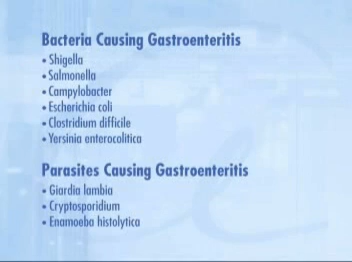 Bacteria Causing Gastroenteritis
• Shigella
• Salmonella
• Campylobacter
• Escherichia coli
• Clostridium difficile
• Yersinia enterocolitica
Parasites Causing Gastroenteritis
• Giardia lambia
• Cryptosporidium
• Enamoeba histolytica